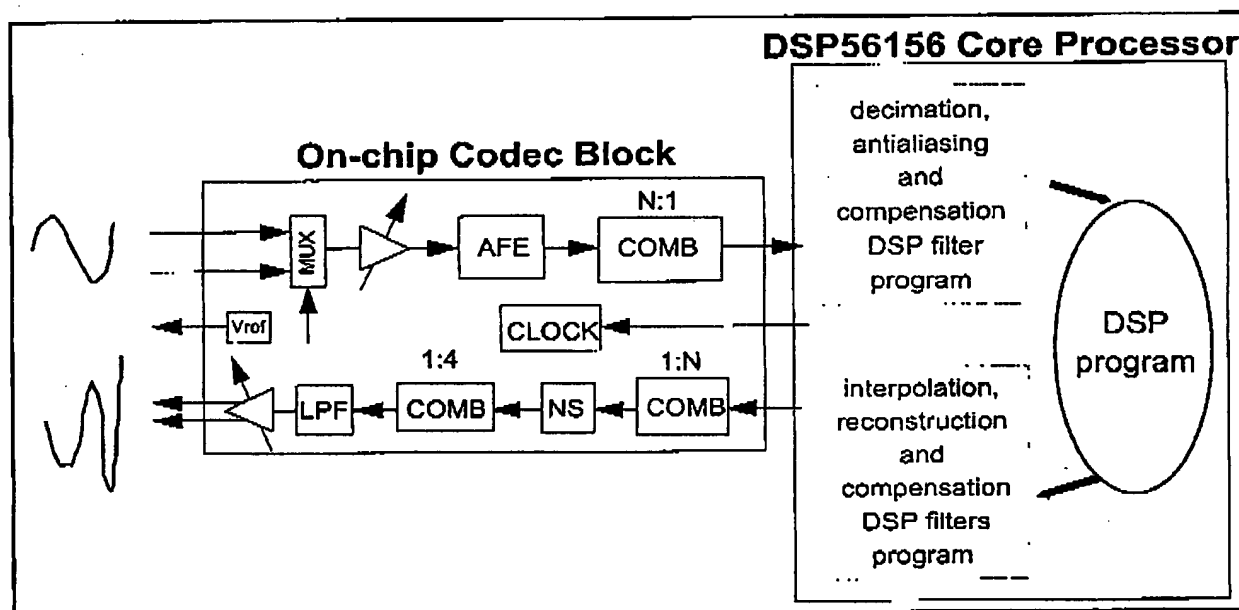 DSP56156 Core Processor
On-chip Codec Block
decimation,
antialiasing
and
compensation
DSP filter
program
N:1
MUX
AFE
COMB
Vref
CLOCK
DSP
program
1:4
1:N
LPF
COMB
NS
COMB
interpolation,
reconstruction
and
compensation
DSP filters
program